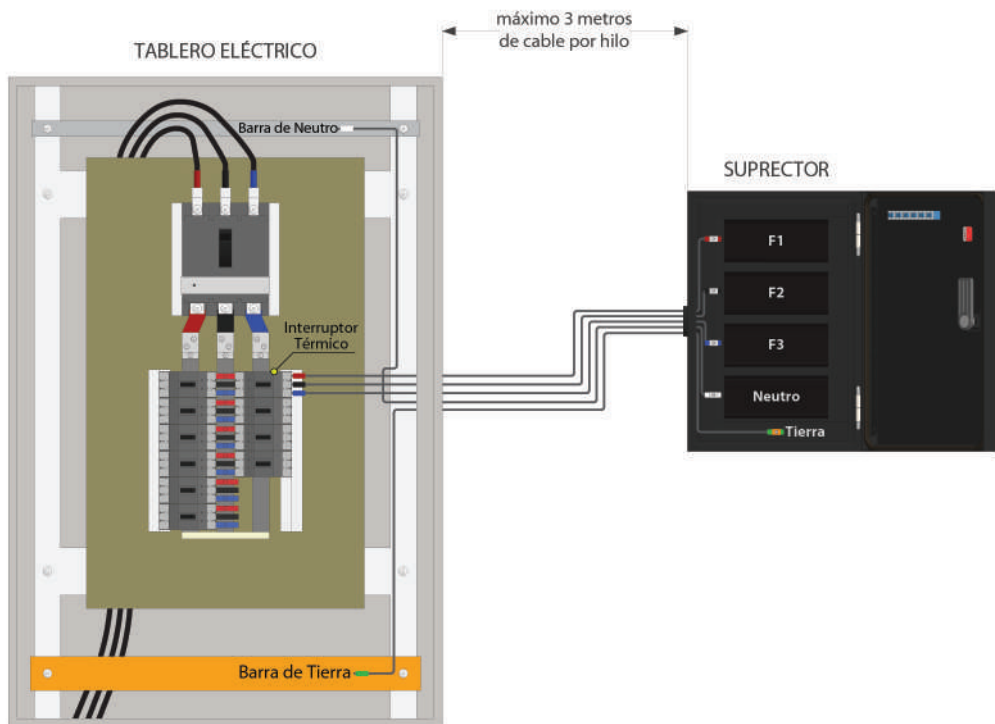 máximo 3 metros
de cable por hilo
TABLERO ELÉCTRICO
Barra de Neutro
SUPRECTOR
F1
F2
Interruptor
Térmico
F3
Neutro
Tierra
Barra de Tierra